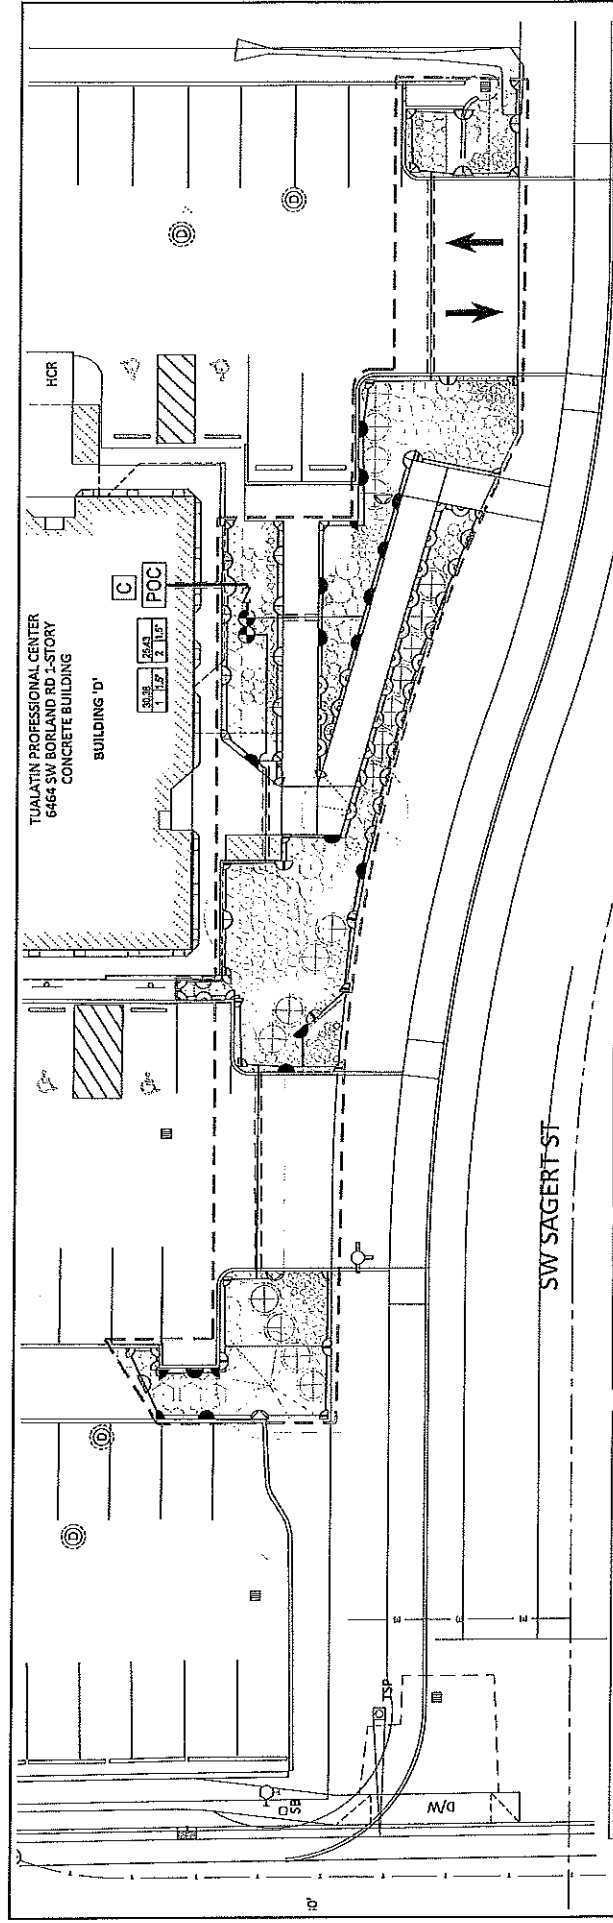 TUALATIN PROFESSIONAL CENTER
6464 SW BORLAND RD 1-STORY
CONCRETE BUILDING
BUILDING 'D'
HCR
C
POC
30.38
1 1.5"
26.43
2 1.5"
D
D
D
D
SW SAGERT ST
E
E
E
TSP
SB
D/W